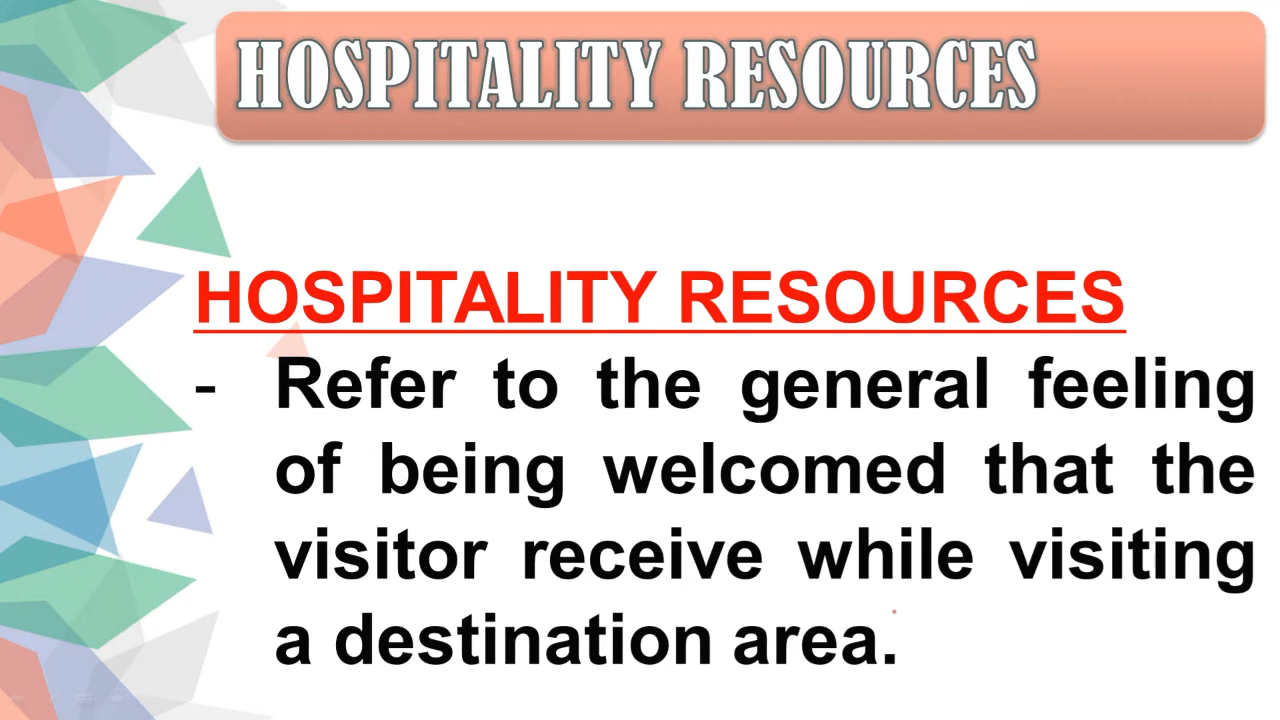 HOSPITALITY RESOURCES
HOSPITALITY RESOURCES
- Refer to the general feeling
of being welcomed that the
visitor receive while visiting
a destination area.